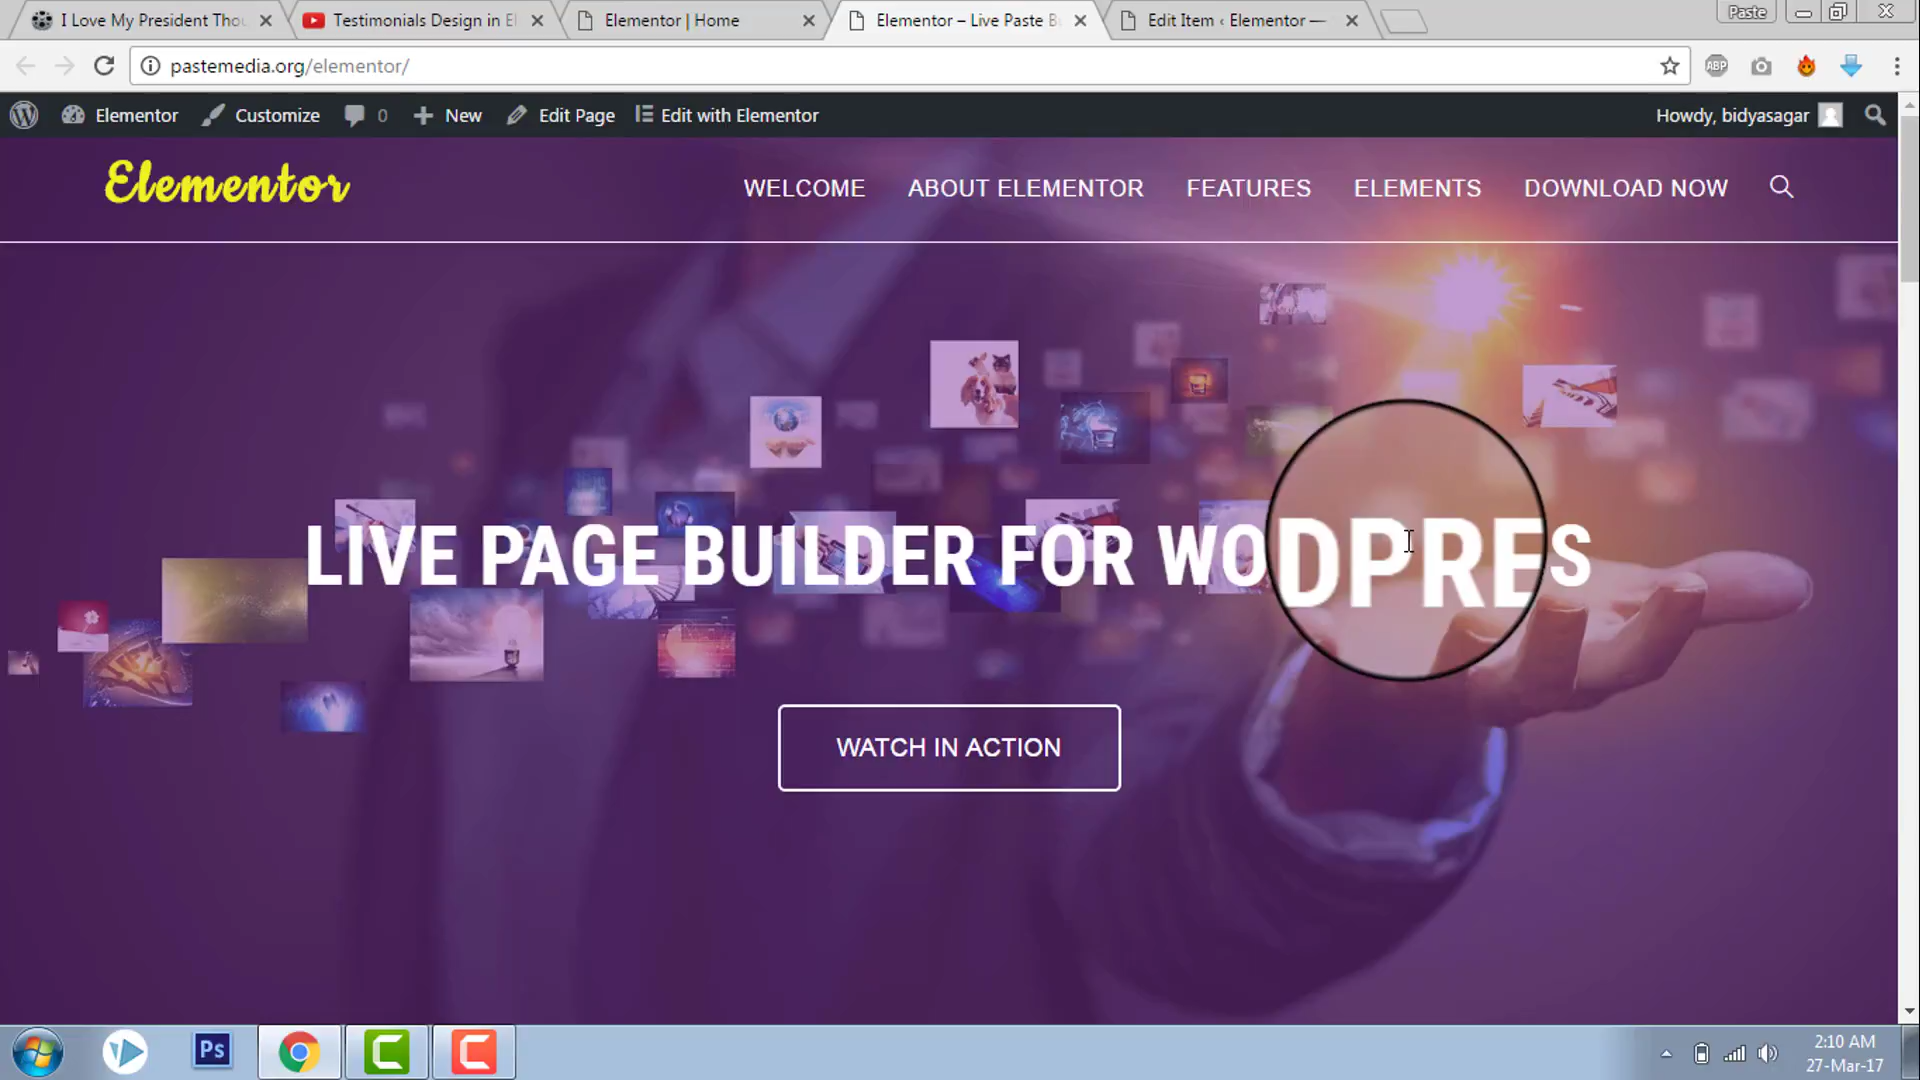 I Love My President Tho
Testimonials Design in E
Elementor | Home
Elementor – Live Paste B
Edit Item ‹ Elementor —
Paste
pastemedia.org/elementor/
ABP
Elementor
Customize
0
New
Edit Page
Edit with Elementor
Howdy, bidyasagar
Elementor
WELCOME
ABOUT ELEMENTOR
FEATURES
ELEMENTS
DOWNLOAD NOW
LIVE PAGE BUILDER FOR WODPRES
WATCH IN ACTION
Ps
2:10 AM
27-Mar-17